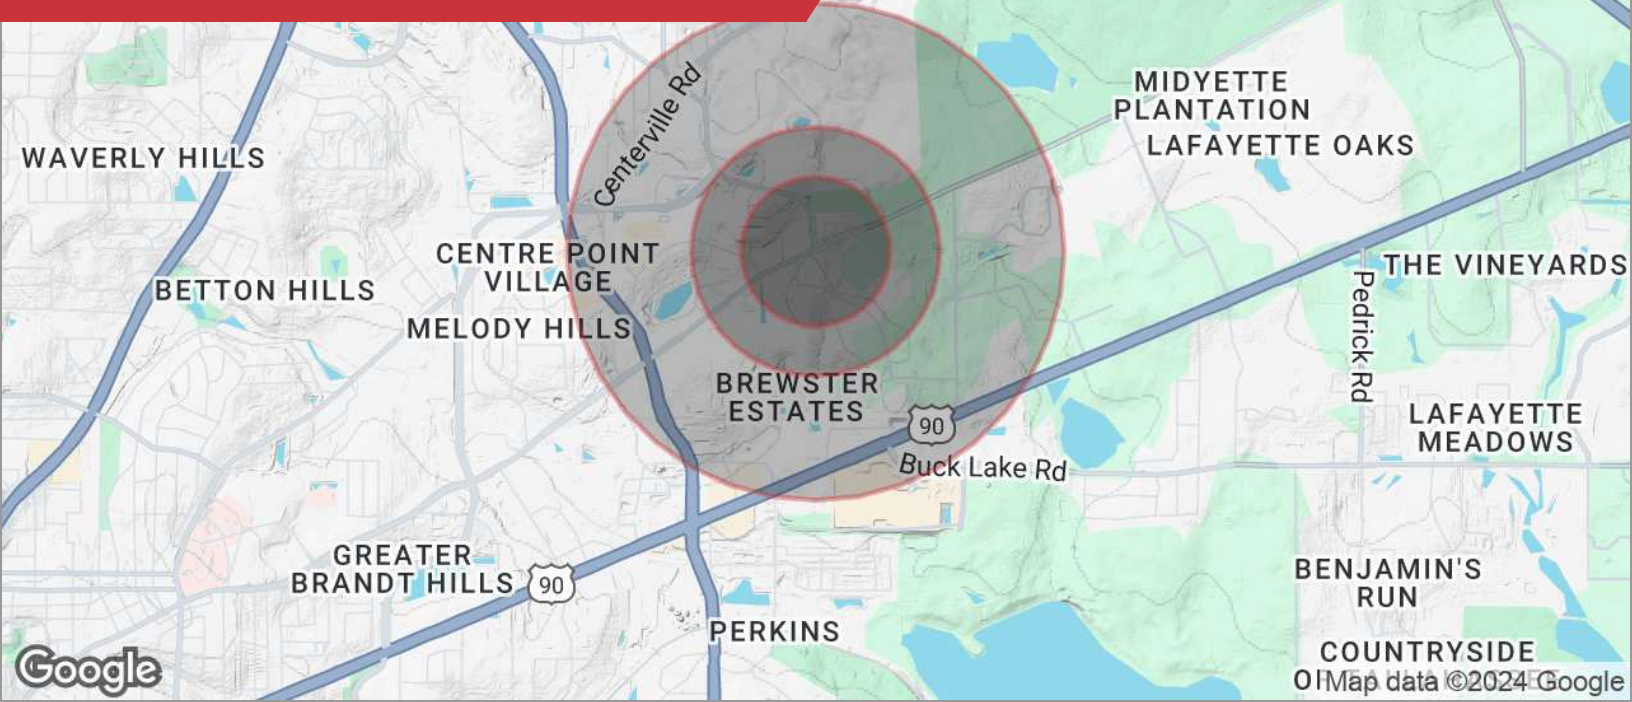 Centerville Rd
MIDYETTE
PLANTATION
LAFAYETTE OAKS
WAVERLY HILLS
CENTRE POINT
VILLAGE
BETTON HILLS
MELODY HILLS
THE VINEYARDS
Pedrick Rd
BREWSTER
ESTATES
90
Buck Lake Rd
LAFAYETTE
MEADOWS
GREATER
BRANDT HILLS
90
BENJAMIN'S
RUN
PERKINS
COUNTRYSIDE
Google
Map data ©2024 Google